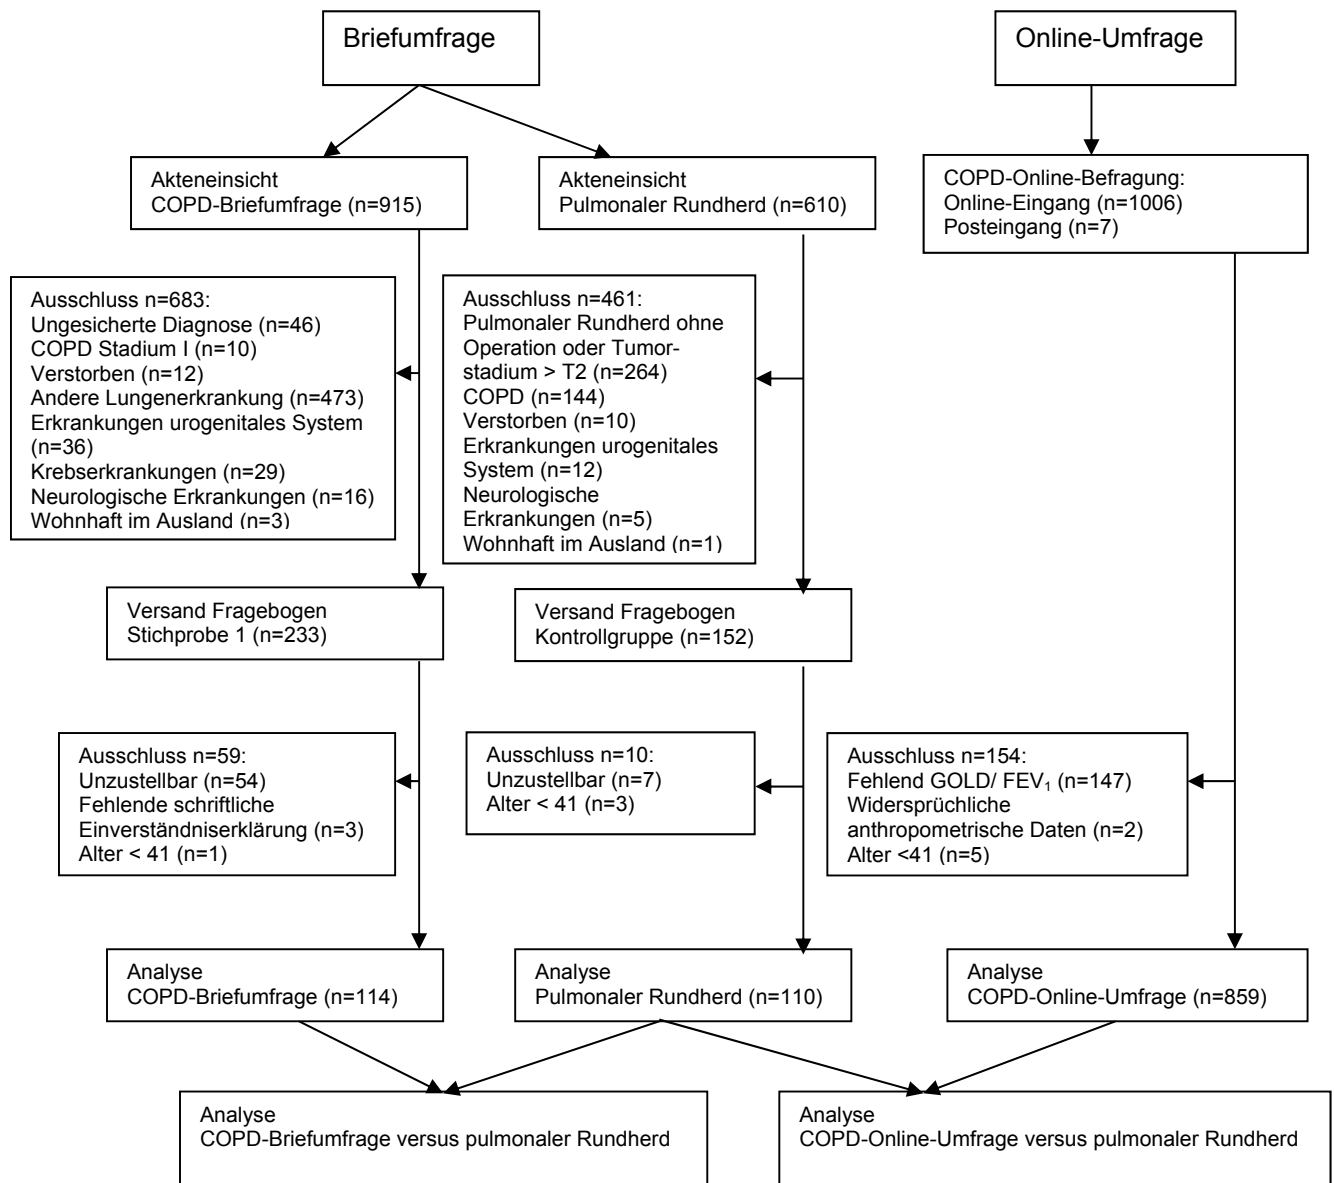 Briefumfrage
Online-Umfrage
Akteneinsicht
COPD-Briefumfrage (n=915)
Akteneinsicht
Pulmonaler Rundherd (n=610)
COPD-Online-Befragung:
Online-Eingang (n=1006)
Posteingang (n=7)
Ausschluss n=683:
Ungesicherte Diagnose (n=46)
COPD Stadium I (n=10)
Verstorben (n=12)
Andere Lungenerkrankung (n=473)
Erkrankungen urogenitales System
(n=36)
Krebserkrankungen (n=29)
Neurologische Erkrankungen (n=16)
Wohnhaft im Ausland (n=3)
Ausschluss n=461:
Pulmonaler Rundherd ohne
Operation oder Tumor-
stadium > T2 (n=264)
COPD (n=144)
Verstorben (n=10)
Erkrankungen urogenitales
System (n=12)
Neurologische
Erkrankungen (n=5)
Wohnhaft im Ausland (n=1)
Versand Fragebogen
Stichprobe 1 (n=233)
Versand Fragebogen
Kontrollgruppe (n=152)
Ausschluss n=59:
Unzustellbar (n=54)
Fehlende schriftliche
Einverständniserklärung (n=3)
Alter < 41 (n=1)
Ausschluss n=10:
Unzustellbar (n=7)
Alter < 41 (n=3)
Ausschluss n=154:
Fehlend GOLD/ FEV₁ (n=147)
Widersprüchliche
anthropometrische Daten (n=2)
Alter <41 (n=5)
Analyse
COPD-Briefumfrage (n=114)
Analyse
Pulmonaler Rundherd (n=110)
Analyse
COPD-Online-Umfrage (n=859)
Analyse
COPD-Briefumfrage versus pulmonaler Rundherd
Analyse
COPD-Online-Umfrage versus pulmonaler Rundherd